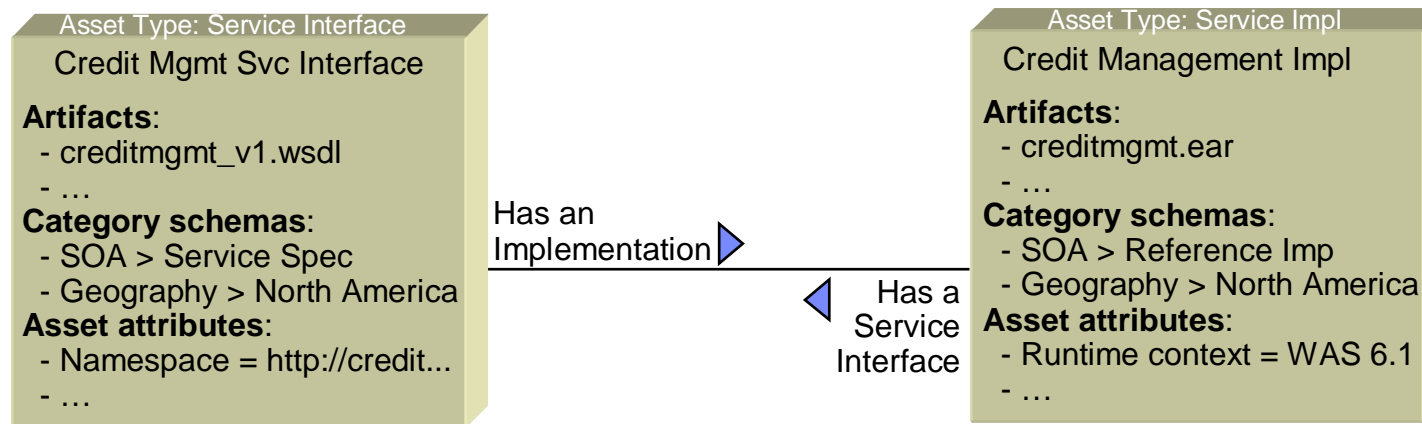 Asset Type: Service Interface
Credit Mgmt Svc Interface
Artifacts:
- creditmgmt_v1.wsdl
- …
Category schemas:
- SOA > Service Spec
- Geography > North America
Asset attributes:
- Namespace = http://credit...
- …
Has an
Implementation
Has a
Service
Interface
Asset Type: Service Impl
Credit Management Impl
Artifacts:
- creditmgmt.ear
- …
Category schemas:
- SOA > Reference Imp
- Geography > North America
Asset attributes:
- Runtime context = WAS 6.1
- …